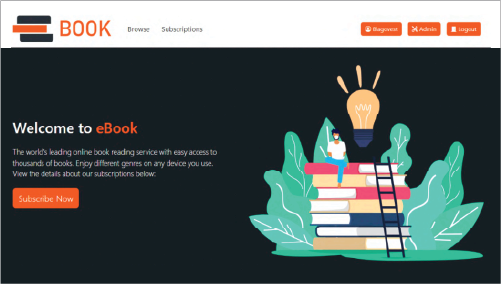 BOOK
Browse
Subscriptions
Admin
Logout
Welcome to eBook
The world's leading online book reading service with easy access to
thousands of books. Enjoy different genres on any device you use.
View the details about our subscriptions below:
Subscribe Now